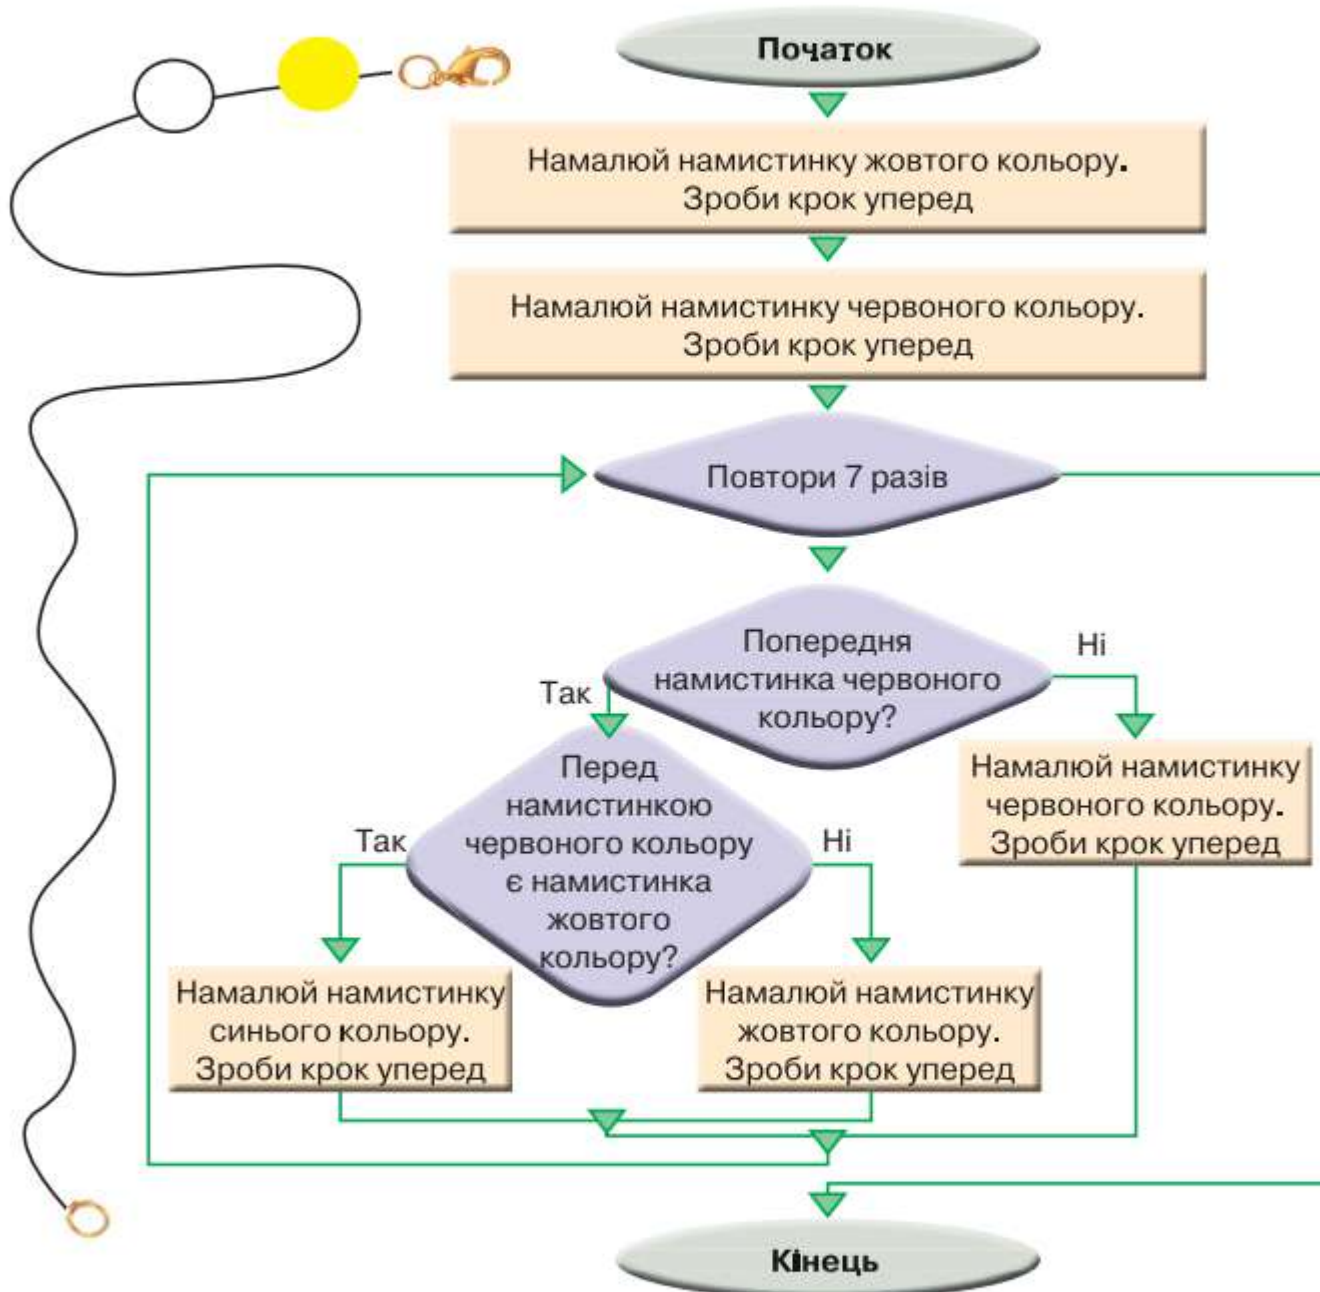 Початок
Намалюй намистинку жовтого кольору.
Зроби крок уперед
Намалюй намистинку червоного кольору.
Зроби крок уперед
Повтори 7 разів
Попередня
намистинка червоного
кольору?
Так
Ні
Перед
намистинкою
червоного кольору
є намистинка
жовтого
кольору?
Намалюй намистинку
червоного кольору.
Зроби крок уперед
Так
Ні
Намалюй намистинку
синього кольору.
Зроби крок уперед
Намалюй намистинку
жовтого кольору.
Зроби крок уперед
Кінець